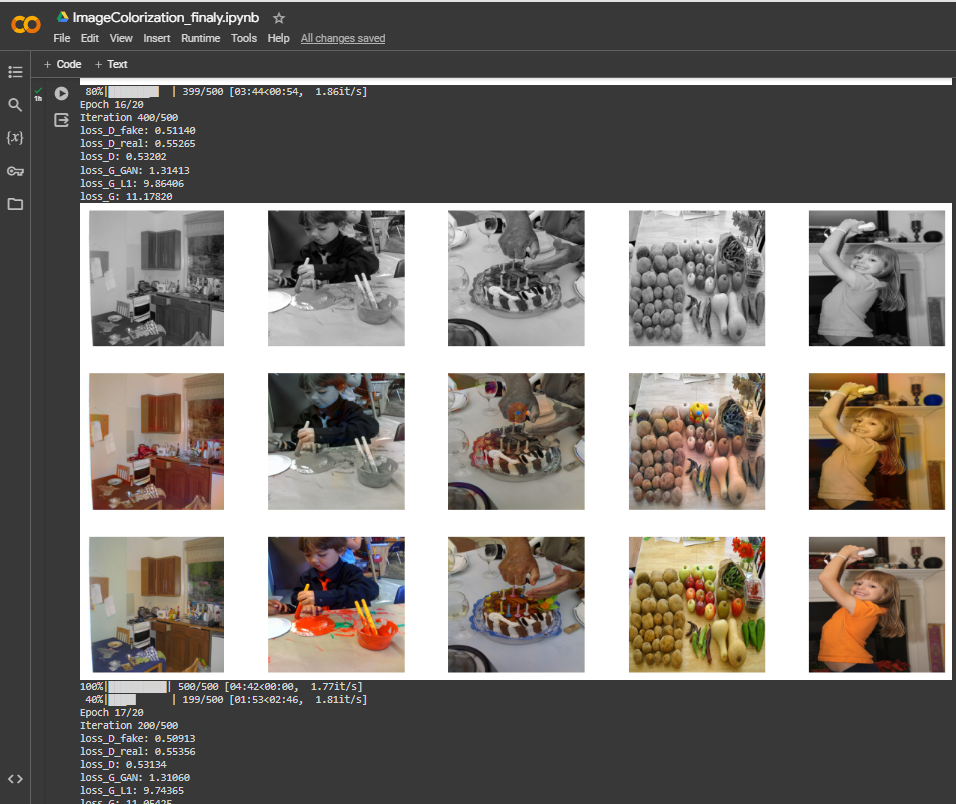 ImageColorization_finaly.ipynb
File Edit View Insert Runtime Tools Help All changes saved
+ Code + Text
1h
{x}
80%| | 399/500 [03:44<00:54, 1.86it/s]
Epoch 16/20
Iteration 400/500
loss_D_fake: 0.51140
loss_D_real: 0.55265
loss_D: 0.53202
loss_G_GAN: 1.31413
loss_G_L1: 9.86406
loss_G: 11.17820
100%| | 500/500 [04:42<00:00, 1.77it/s]
40%| | 199/500 [01:53<02:46, 1.81it/s]
Epoch 17/20
Iteration 200/500
loss_D_fake: 0.50913
loss_D_real: 0.55356
loss_D: 0.53134
loss_G_GAN: 1.31060
loss_G_L1: 9.74365
loss_G: 11.05425